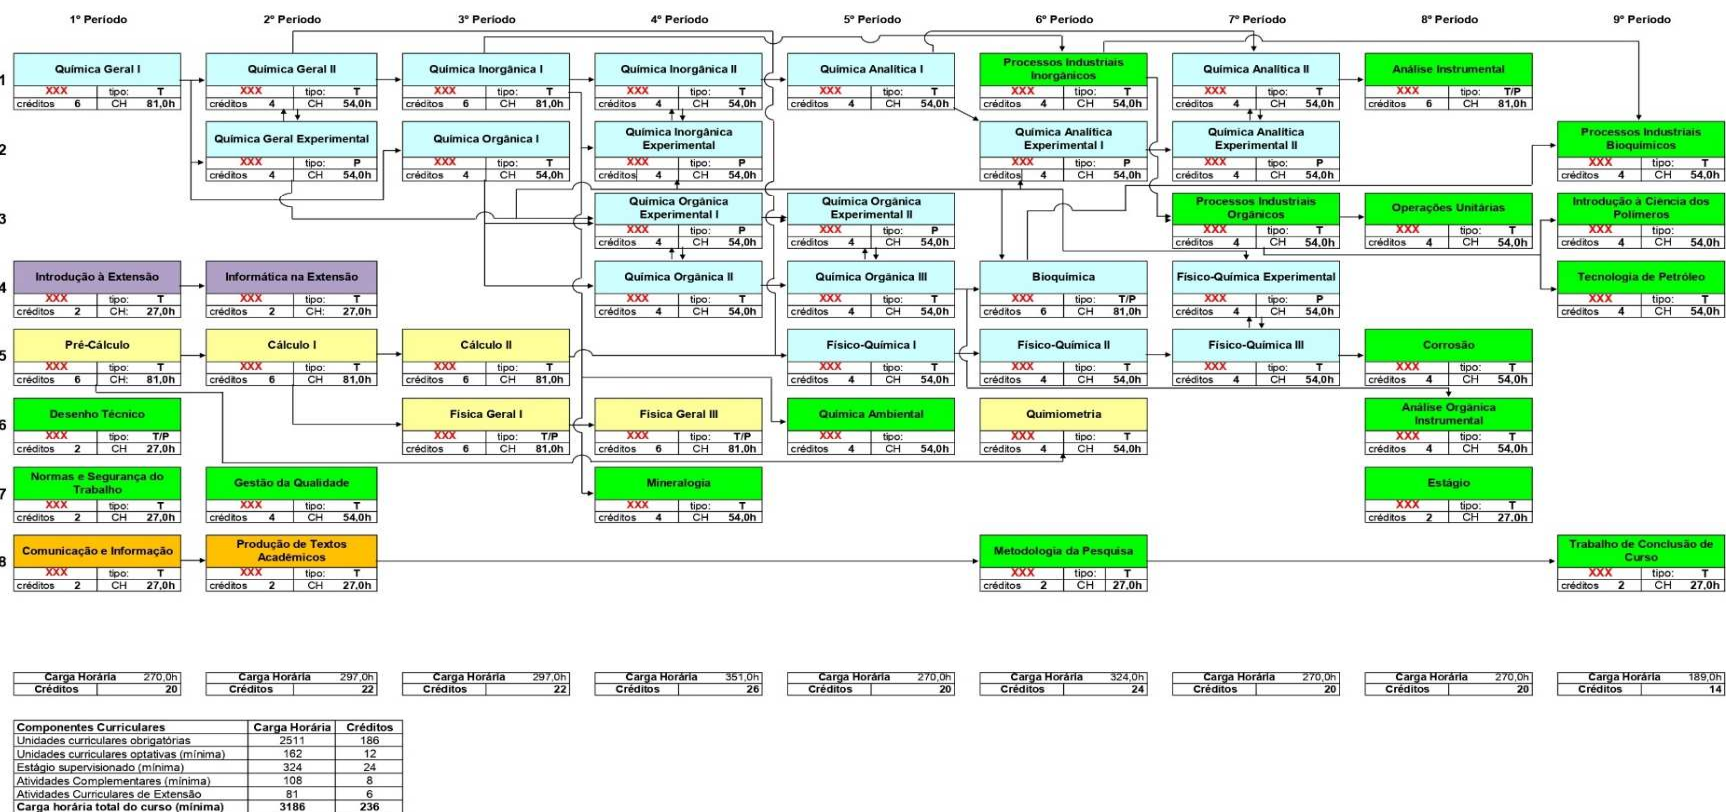 1º Período 2º Período 3º Período 4º Período 5º Período 6º Período 7º Período 8º Período 9º Período
1
Química Geral I
XXX tipo: T
créditos 6 CH 81,0h
Química Geral II
XXX tipo: T
créditos 4 CH 54,0h
Química Inorgânica I
XXX tipo: T
créditos 6 CH 81,0h
Química Inorgânica II
XXX tipo: T
créditos 4 CH 54,0h
Química Analítica I
XXX tipo: T
créditos 4 CH 54,0h
Processos Industriais
Inorgânicos
XXX tipo: T
créditos 4 CH 54,0h
Química Analítica II
XXX tipo: T
créditos 4 CH 54,0h
Análise Instrumental
XXX tipo: T/P
créditos 6 CH 81,0h
2
Química Geral Experimental
XXX tipo: P
créditos 4 CH 54,0h
Química Orgânica I
XXX tipo: T
créditos 4 CH 54,0h
Química Inorgânica
Experimental
XXX tipo: P
créditos 4 CH 54,0h
Química Analítica
Experimental I
XXX tipo: P
créditos 4 CH 54,0h
Química Analítica
Experimental II
XXX tipo: P
créditos 4 CH 54,0h
Processos Industriais
Bioquímicos
XXX tipo: T
créditos 4 CH 54,0h
3
Química Orgânica
Experimental I
XXX tipo: P
créditos 4 CH 54,0h
Química Orgânica
Experimental II
XXX tipo: P
créditos 4 CH 54,0h
Processos Industriais
Orgânicos
XXX tipo: T
créditos 4 CH 54,0h
Operações Unitárias
XXX tipo: T
créditos 4 CH 54,0h
Introdução à Ciência dos
Polímeros
XXX tipo:
créditos 4 CH 54,0h
4
Introdução à Extensão
XXX tipo: T
créditos 2 CH: 27,0h
Informática na Extensão
XXX tipo: T
créditos 2 CH: 27,0h
Química Orgânica II
XXX tipo: T
créditos 4 CH 54,0h
Química Orgânica III
XXX tipo: T
créditos 4 CH 54,0h
Bioquímica
XXX tipo: T/P
créditos 6 CH 81,0h
Físico-Química Experimental
XXX tipo: P
créditos 4 CH 54,0h
Tecnologia de Petróleo
XXX tipo: T
créditos 4 CH 54,0h
5
Pré-Cálculo
XXX tipo: T
créditos 6 CH: 81,0h
Cálculo I
XXX tipo: T
créditos 6 CH 81,0h
Cálculo II
XXX tipo: T
créditos 6 CH 81,0h
Físico-Química I
XXX tipo: T
créditos 4 CH 54,0h
Físico-Química II
XXX tipo: T
créditos 4 CH 54,0h
Físico-Química III
XXX tipo: T
créditos 4 CH 54,0h
Corrosão
XXX tipo: T
créditos 4 CH 54,0h
6
Desenho Técnico
XXX tipo: T/P
créditos 2 CH 27,0h
Física Geral I
XXX tipo: T/P
créditos 6 CH 81,0h
Física Geral III
XXX tipo: T/P
créditos 6 CH 81,0h
Química Ambiental
XXX tipo:
créditos 4 CH 54,0h
Quimiometria
XXX tipo: T
créditos 4 CH 54,0h
Análise Orgânica
Instrumental
XXX tipo: T
créditos 4 CH 54,0h
7
Normas e Segurança do
Trabalho
XXX tipo: T
créditos 2 CH 27,0h
Gestão da Qualidade
XXX tipo: T
créditos 4 CH 54,0h
Mineralogia
XXX tipo: T
créditos 4 CH 54,0h
Estágio
XXX tipo: T
créditos 2 CH 27,0h
8
Comunicação e Informação
XXX tipo: T
créditos 2 CH 27,0h
Produção de Textos
Acadêmicos
XXX tipo: T
créditos 2 CH 27,0h
Metodologia da Pesquisa
XXX tipo: T
créditos 2 CH 27,0h
Trabalho de Conclusão de
Curso
XXX tipo: T
créditos 2 CH 27,0h
Carga Horária 270,0h
Créditos 20
Carga Horária 297,0h
Créditos 22
Carga Horária 297,0h
Créditos 22
Carga Horária 351,0h
Créditos 26
Carga Horária 270,0h
Créditos 20
Carga Horária 324,0h
Créditos 24
Carga Horária 270,0h
Créditos 20
Carga Horária 270,0h
Créditos 20
Carga Horária 189,0h
Créditos 14
Componentes Curriculares Carga Horária Créditos
Unidades curriculares obrigatórias 2511 186
Unidades curriculares optativas (mínima) 162 12
Estágio supervisionado (mínima) 324 24
Atividades Complementares (mínima) 108 8
Atividades Curriculares de Extensão 81 6
Carga horária total do curso (mínima) 3186 236